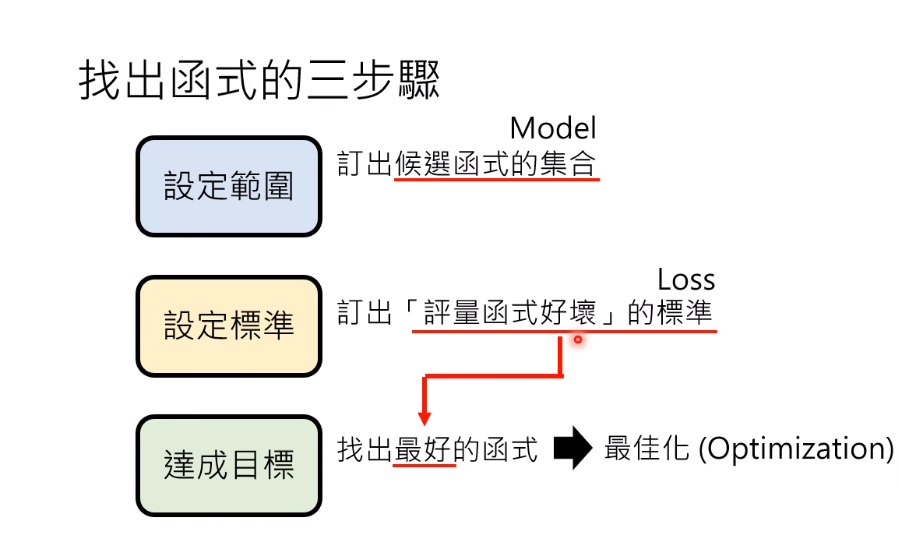 找出函式的三步驟
Model
設定範圍
訂出候選函式的集合
Loss
設定標準
訂出「評量函式好壞」的標準
達成目標
找出最好的函式
最佳化 (Optimization)